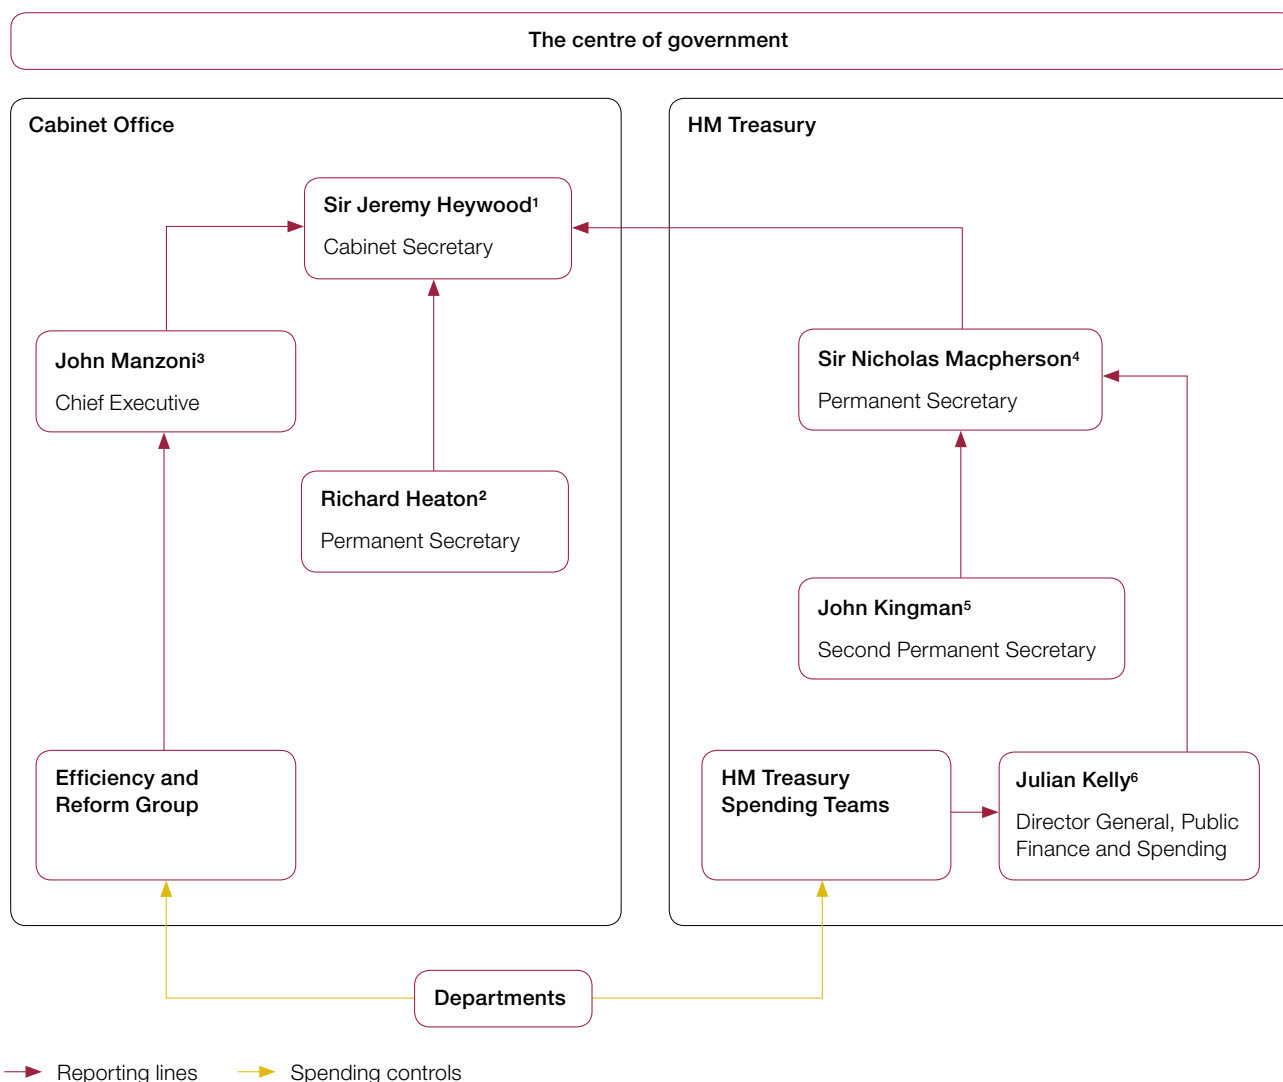 The centre of government
Cabinet Office
Sir Jeremy Heywood¹
Cabinet Secretary
John Manzoni³
Chief Executive
Richard Heaton²
Permanent Secretary
Efficiency and
Reform Group
HM Treasury
Sir Nicholas Macpherson⁴
Permanent Secretary
John Kingman⁵
Second Permanent Secretary
HM Treasury
Spending Teams
Julian Kelly⁶
Director General, Public
Finance and Spending
Departments
Reporting lines
Spending controls